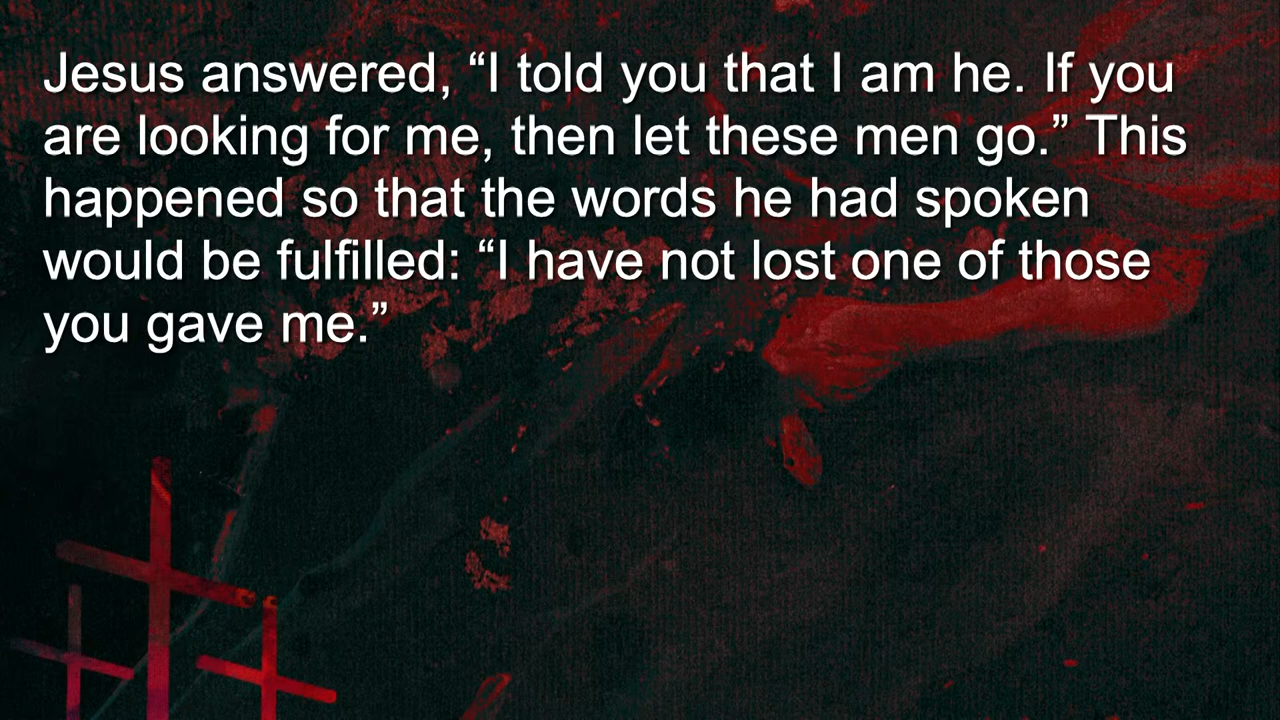 Jesus answered, “I told you that I am he. If you
are looking for me, then let these men go.” This
happened so that the words he had spoken
would be fulfilled: “I have not lost one of those
you gave me.”